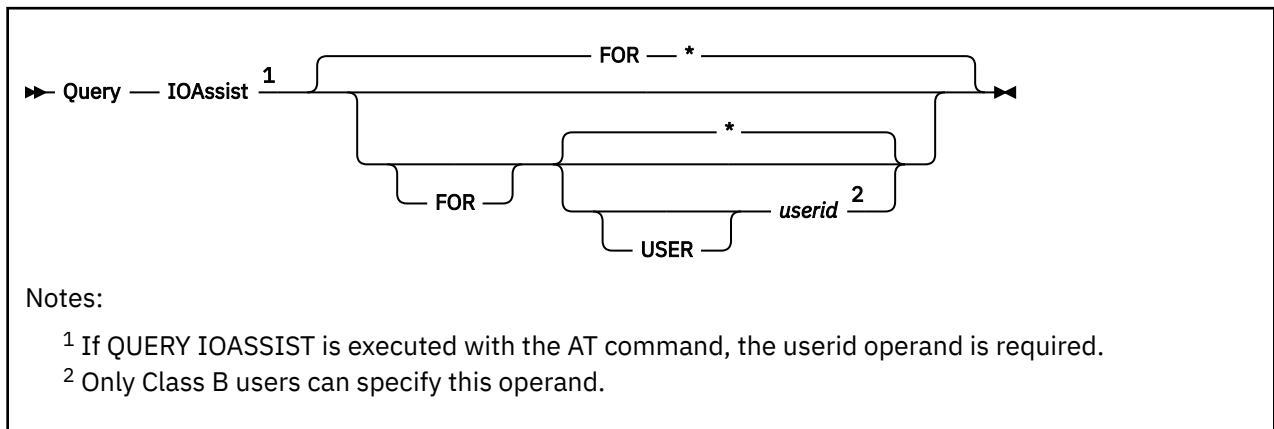 FOR *
Query IOAssist 1
*
FOR userid 2
USER
Notes:
1 If QUERY IOASSIST is executed with the AT command, the userid operand is required.
2 Only Class B users can specify this operand.